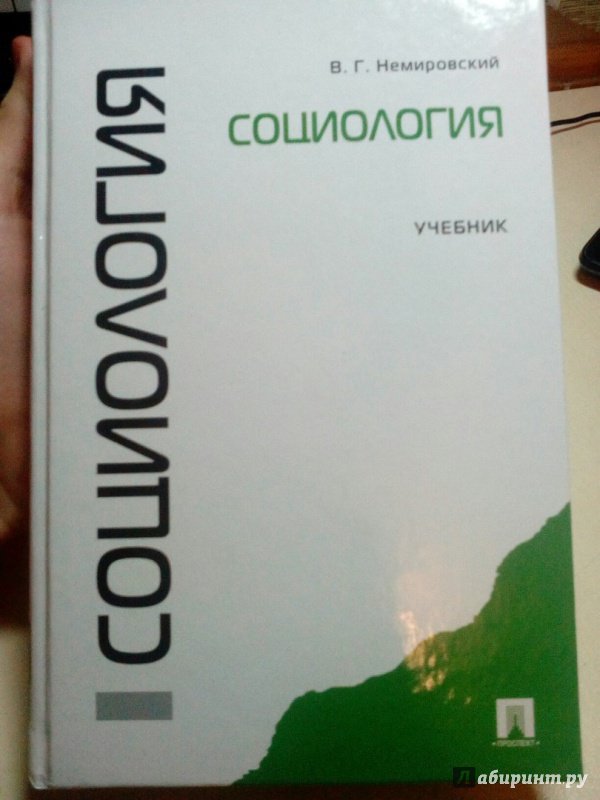 В. Г. Немировский
СОЦИОЛОГИЯ
УЧЕБНИК
СОЦИОЛОГИЯ
ПРОСПЕКТ
Лабиринт.ру